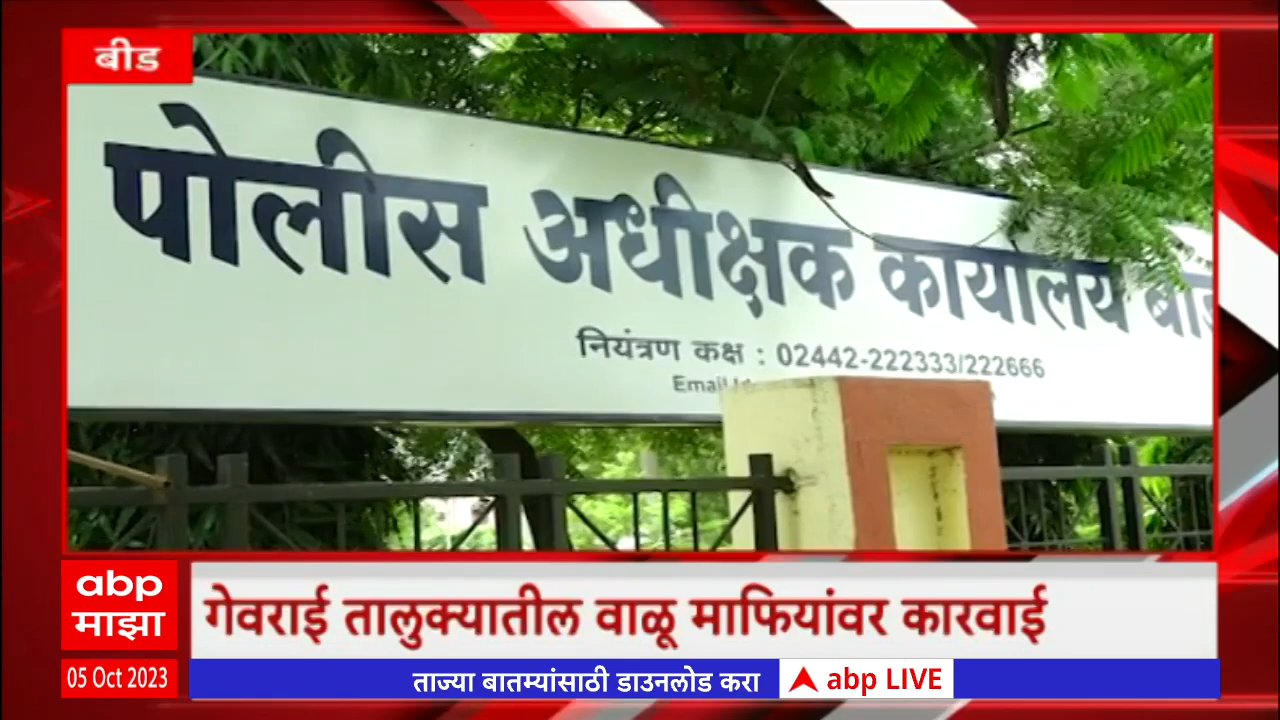 बीड
पोलीस अधीक्षक कार्यालय
नियंत्रण कक्ष : 02442-222333/222666
Email
abp
माझा
गेवराई तालुक्यातील वाळू माफियांवर कारवाई
05 Oct 2023
ताज्या बातम्यांसाठी डाउनलोड करा abp LIVE